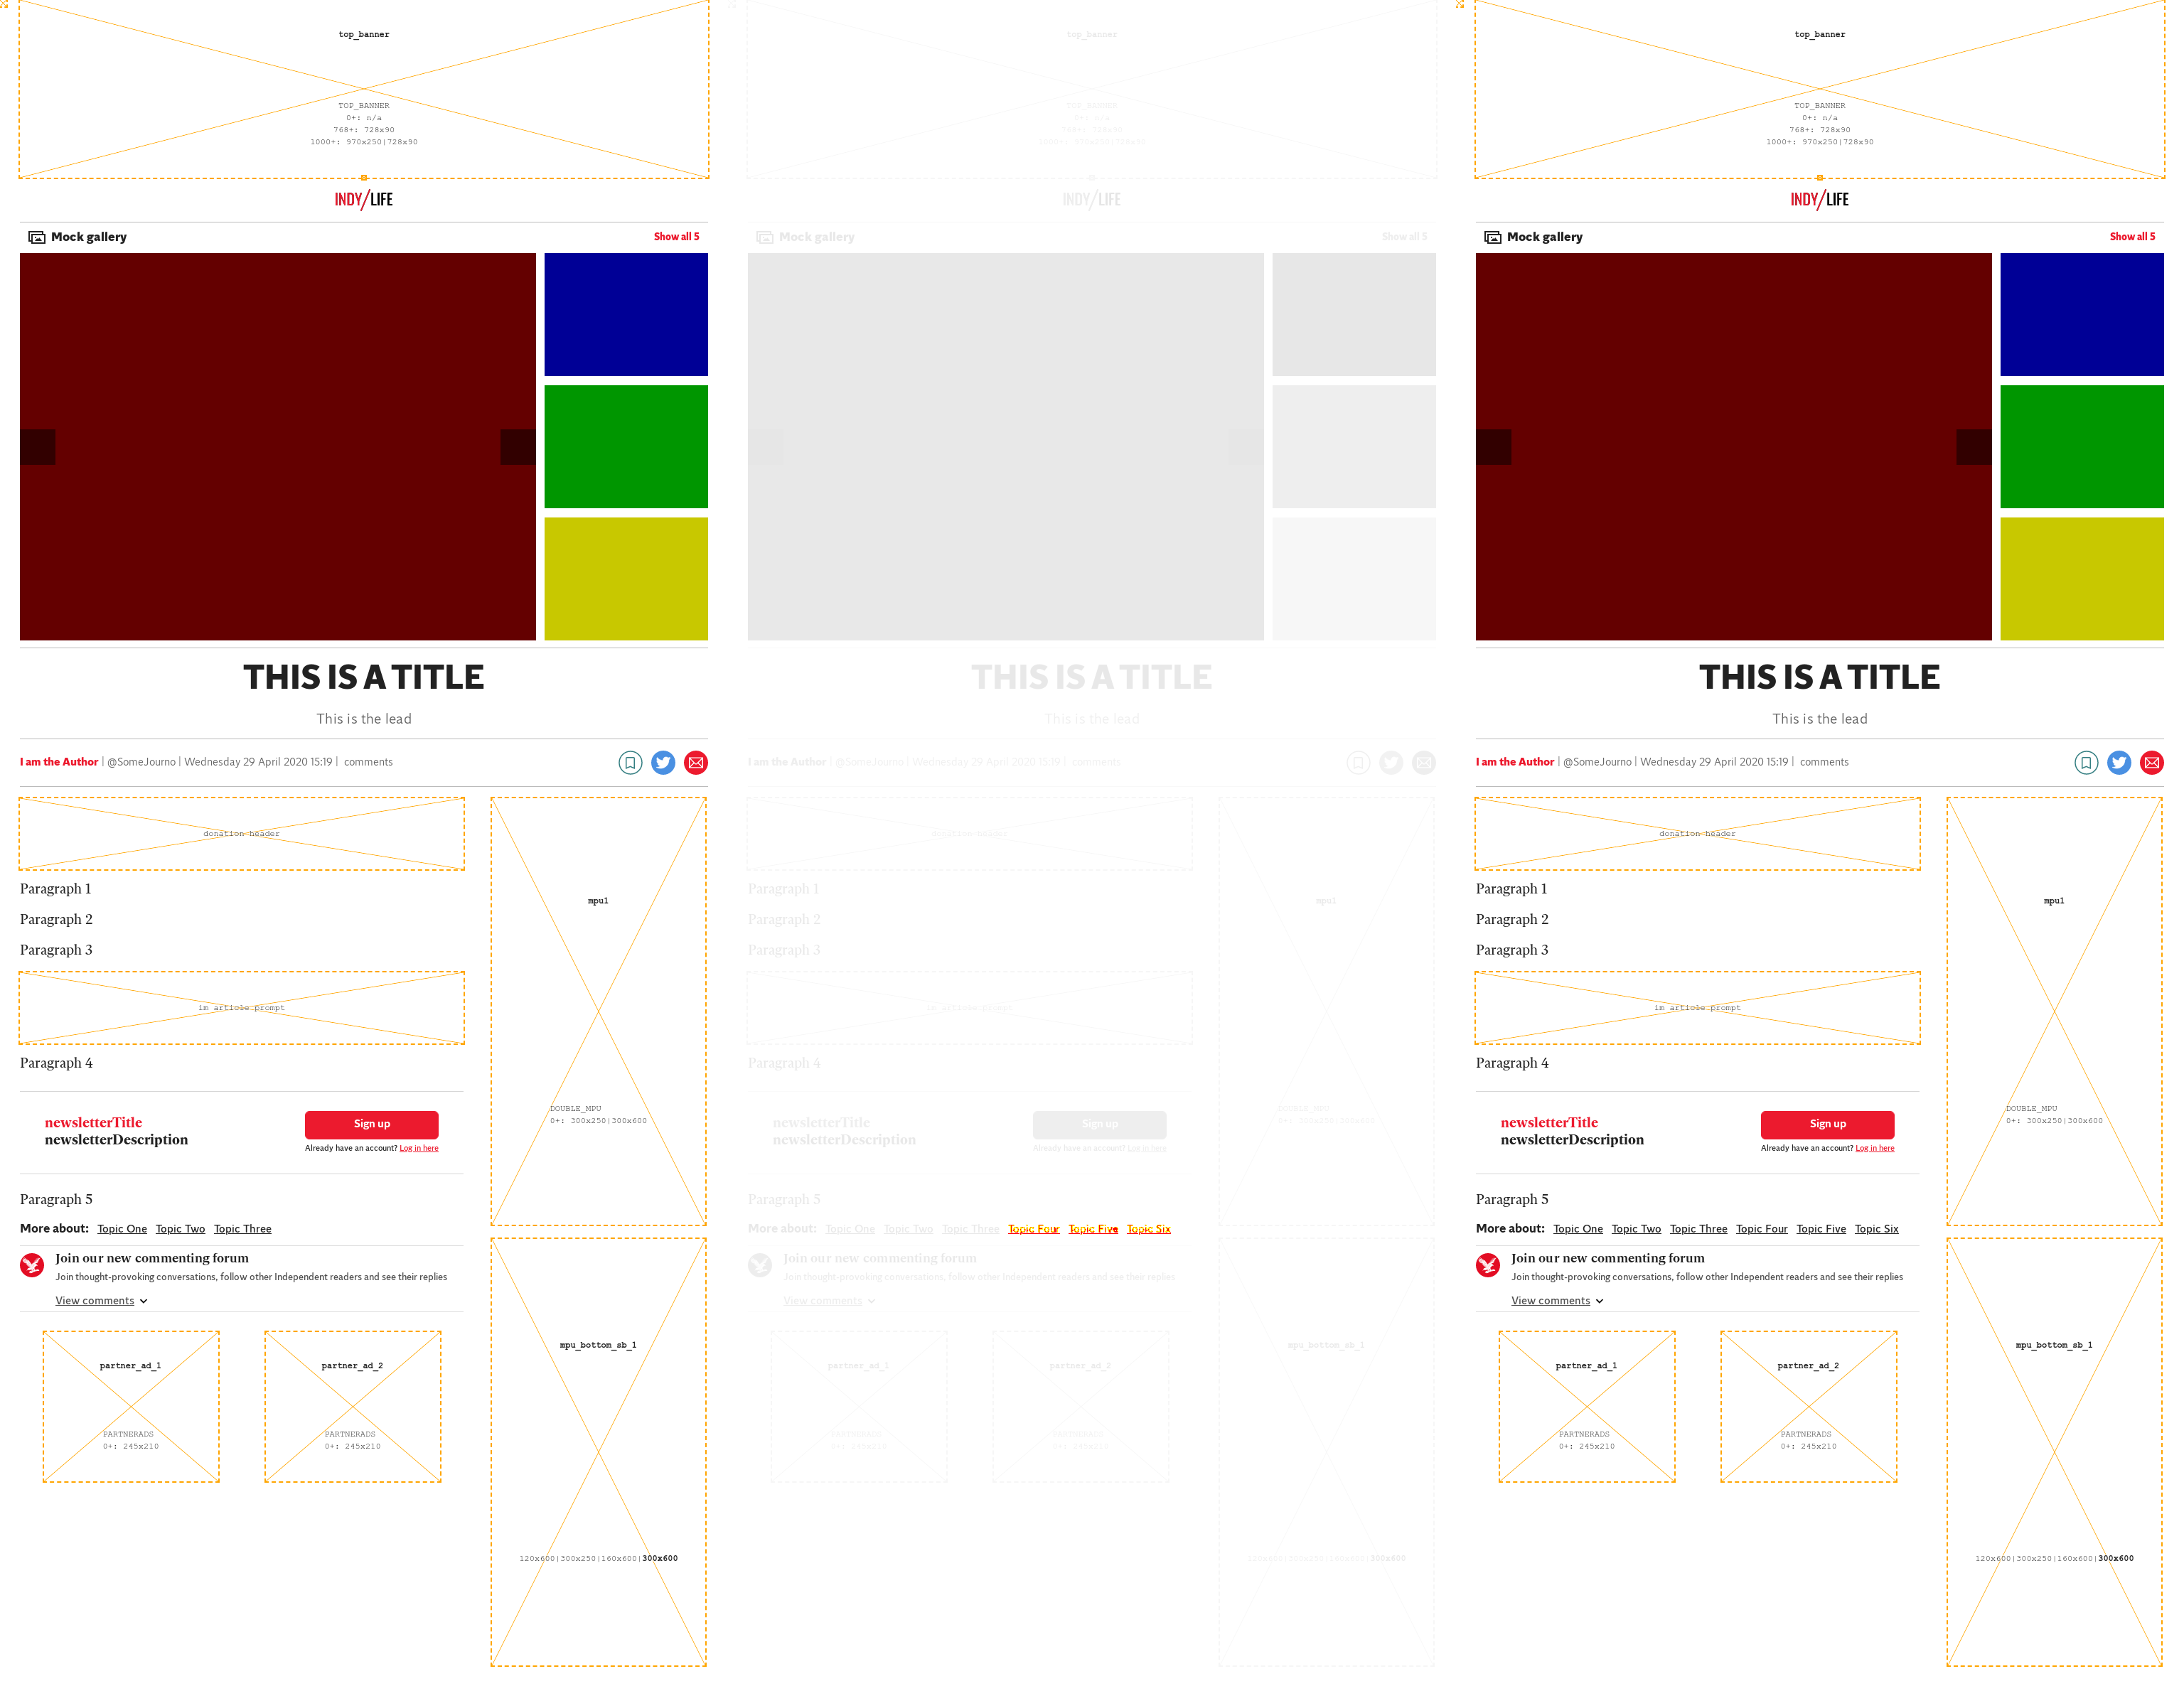 top_banner
TOP_BANNER
0+: n/a
768+: 728x90
1000+: 970x250|728x90
INDY/LIFE
Mock gallery
Show all 5
THIS IS A TITLE
This is the lead
I am the Author | @SomeJourno | Wednesday 29 April 2020 15:19 | comments
donation header
Paragraph 1
Paragraph 2
Paragraph 3
im article prompt
Paragraph 4
newsletterTitle
newsletterDescription
Sign up
Already have an account? Log in here
Paragraph 5
More about: Topic One Topic Two Topic Three
Join our new commenting forum
Join thought-provoking conversations, follow other Independent readers and see their replies
View comments
partner_ad_1
PARTNERADS
0+: 245x210
partner_ad_2
PARTNERADS
0+: 245x210
mpu1
DOUBLE_MPU
0+: 300x250|300x600
mpu_bottom_sb_1
120x600|300x250|160x600|300x600
top_banner
TOP_BANNER
0+: n/a
768+: 728x90
1000+: 970x250|728x90
INDY/LIFE
Mock gallery
Show all 5
THIS IS A TITLE
This is the lead
I am the Author | @SomeJourno | Wednesday 29 April 2020 15:19 | comments
donation header
Paragraph 1
Paragraph 2
Paragraph 3
im article prompt
Paragraph 4
newsletterTitle
newsletterDescription
Sign up
Already have an account? Log in here
Paragraph 5
More about: Topic One Topic Two Topic Three Topic Four Topic Five Topic Six
Join our new commenting forum
Join thought-provoking conversations, follow other Independent readers and see their replies
View comments
partner_ad_1
PARTNERADS
0+: 245x210
partner_ad_2
PARTNERADS
0+: 245x210
mpu1
DOUBLE_MPU
0+: 300x250|300x600
mpu_bottom_sb_1
120x600|300x250|160x600|300x600
top_banner
TOP_BANNER
0+: n/a
768+: 728x90
1000+: 970x250|728x90
INDY/LIFE
Mock gallery
Show all 5
THIS IS A TITLE
This is the lead
I am the Author | @SomeJourno | Wednesday 29 April 2020 15:19 | comments
donation header
Paragraph 1
Paragraph 2
Paragraph 3
im article prompt
Paragraph 4
newsletterTitle
newsletterDescription
Sign up
Already have an account? Log in here
Paragraph 5
More about: Topic One Topic Two Topic Three Topic Four Topic Five Topic Six
Join our new commenting forum
Join thought-provoking conversations, follow other Independent readers and see their replies
View comments
partner_ad_1
PARTNERADS
0+: 245x210
partner_ad_2
PARTNERADS
0+: 245x210
mpu1
DOUBLE_MPU
0+: 300x250|300x600
mpu_bottom_sb_1
120x600|300x250|160x600|300x600